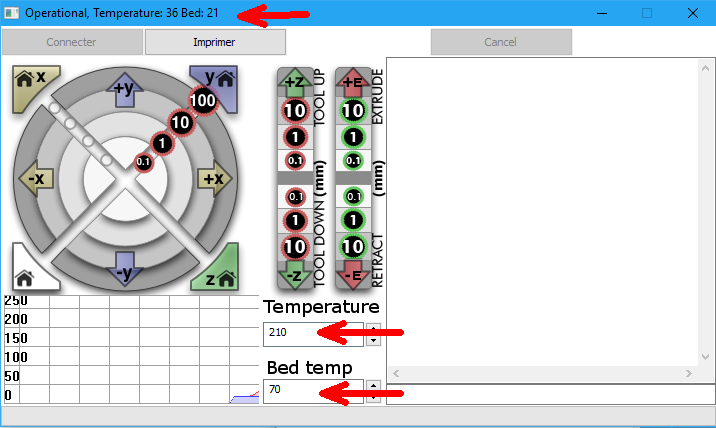 Operational, Temperature: 36 Bed: 21
Connecter
Imprimer
Cancel
x
+y
y
100
10
1
0.1
-x
+x
-y
z
+Z
10
1
0.1
0.1
1
10
-Z
TOOL UP
(mm)
TOOL DOWN
+E
10
1
0.1
0.1
1
10
-E
EXTRUDE
(mm)
RETRACT
250
200
150
100
50
0
Temperature
210
Bed temp
70